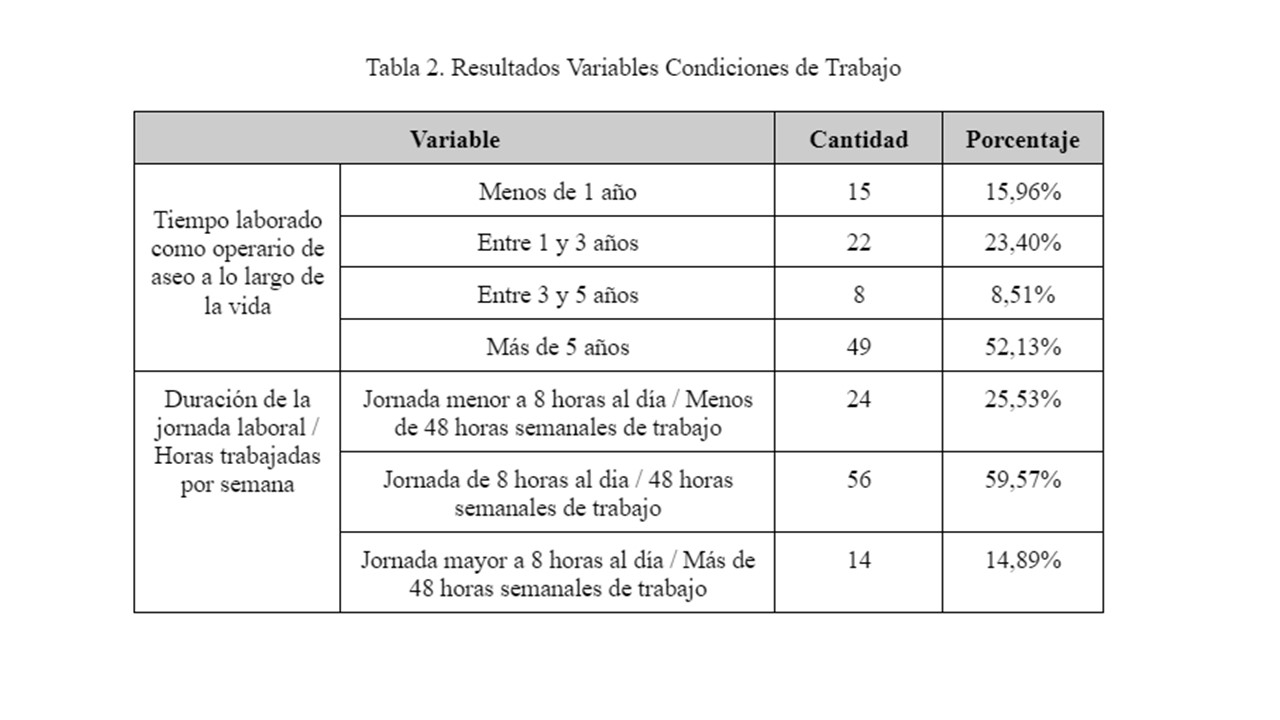 Tabla 2. Resultados Variables Condiciones de Trabajo
Variable Cantidad Porcentaje
Tiempo laborado
como operario de
aseo a lo largo de
la vida
Menos de 1 año 15 15,96%
Entre 1 y 3 años 22 23,40%
Entre 3 y 5 años 8 8,51%
Más de 5 años 49 52,13%
Duración de la
jornada laboral /
Horas trabajadas
por semana
Jornada menor a 8 horas al día / Menos
de 48 horas semanales de trabajo
24 25,53%
Jornada de 8 horas al dia / 48 horas
semanales de trabajo
56 59,57%
Jornada mayor a 8 horas al día / Más de
48 horas semanales de trabajo
14 14,89%